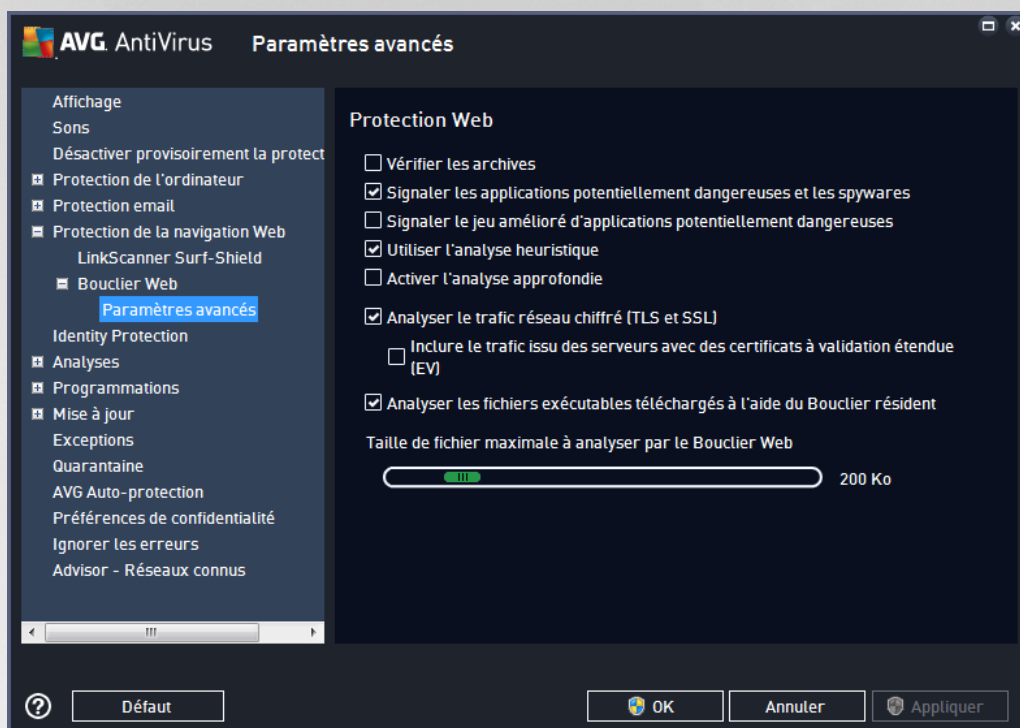 AVG. AntiVirus
Paramètres avancés
Affichage
Sons
Désactiver provisoirement la protect
Protection de l'ordinateur
Protection email
Protection de la navigation Web
LinkScanner Surf-Shield
Bouclier Web
Paramètres avancés
Identity Protection
Analyses
Programmations
Mise à jour
Exceptions
Quarantaine
AVG Auto-protection
Préférences de confidentialité
Ignorer les erreurs
Advisor - Réseaux connus
Protection Web
Vérifier les archives
Signaler les applications potentiellement dangereuses et les spywares
Signaler le jeu amélioré d'applications potentiellement dangereuses
Utiliser l'analyse heuristique
Activer l'analyse approfondie
Analyser le trafic réseau chiffré (TLS et SSL)
Inclure le trafic issu des serveurs avec des certificats à validation étendue
(EV)
Analyser les fichiers exécutables téléchargés à l'aide du Bouclier résident
Taille de fichier maximale à analyser par le Bouclier Web
200 Ko
? Défaut
OK
Annuler
Appliquer